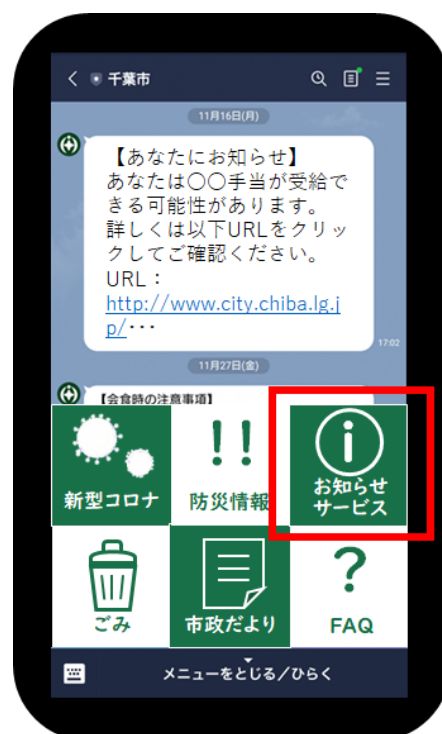 千葉市
11月16日(月)
【あなたにお知らせ】
あなたは〇〇手当が受給で
きる可能性があります。
詳しくは以下URLをクリッ
クしてご確認ください。
URL：
http://www.city.chiba.lg.j
p/･･･
17:02
11月27日(金)
【会食時の注意事項】
新型コロナ
防災情報
お知らせ
サービス
ごみ
市政だより
FAQ
メニューをとじる/ひらく